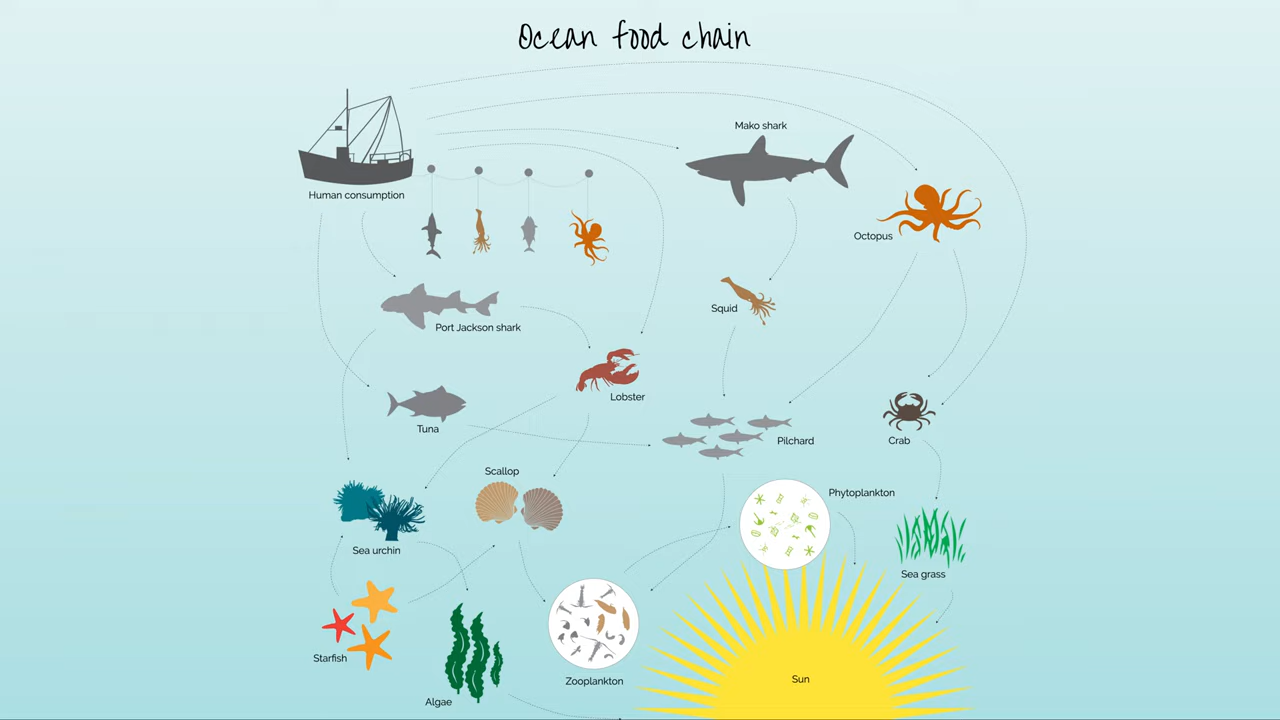 Ocean food chain
Mako shark
Human consumption
Octopus
Squid
Port Jackson shark
Lobster
Tuna
Pilchard
Crab
Scallop
Phytoplankton
Sea urchin
Sea grass
Starfish
Zooplankton
Sun
Algae